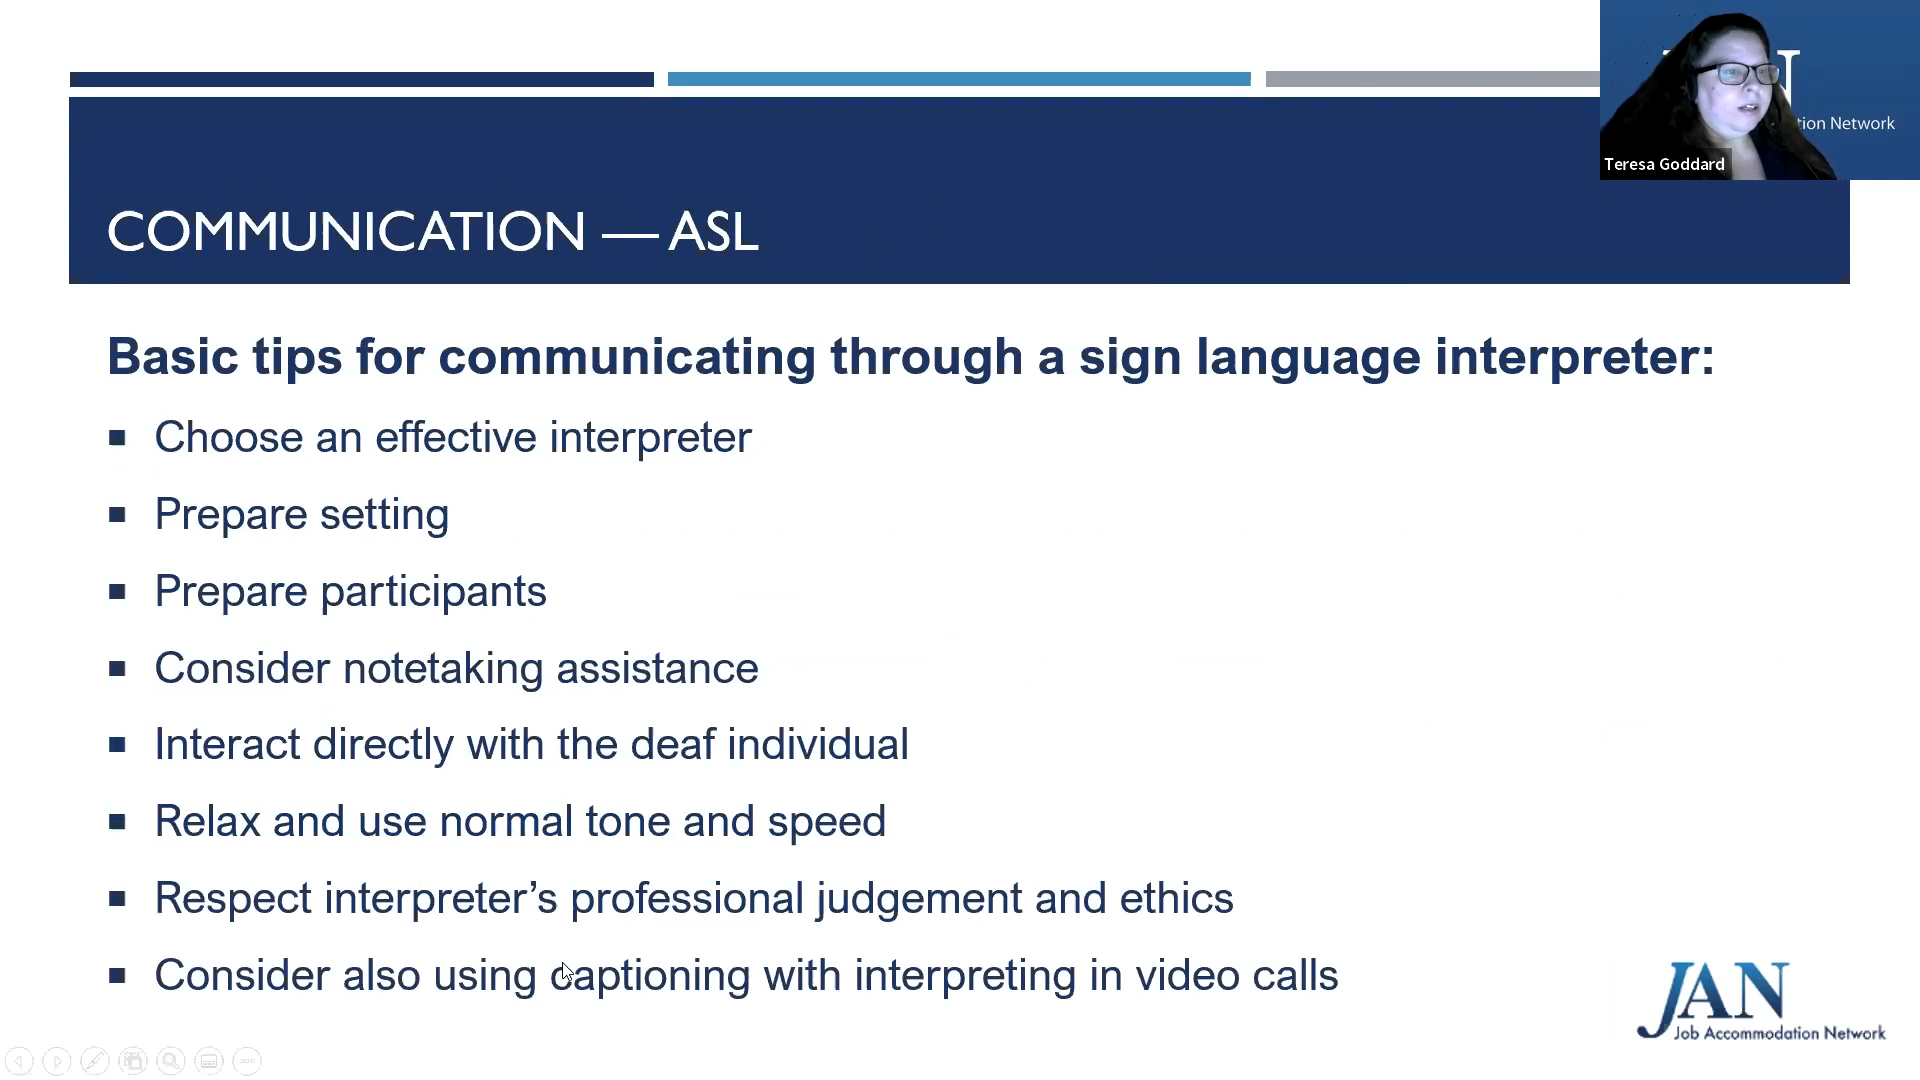 tion Network
Teresa Goddard
COMMUNICATION — ASL
Basic tips for communicating through a sign language interpreter:
Choose an effective interpreter
Prepare setting
Prepare participants
Consider notetaking assistance
Interact directly with the deaf individual
Relax and use normal tone and speed
Respect interpreter’s professional judgement and ethics
Consider also using captioning with interpreting in video calls
JAN
Job Accommodation Network